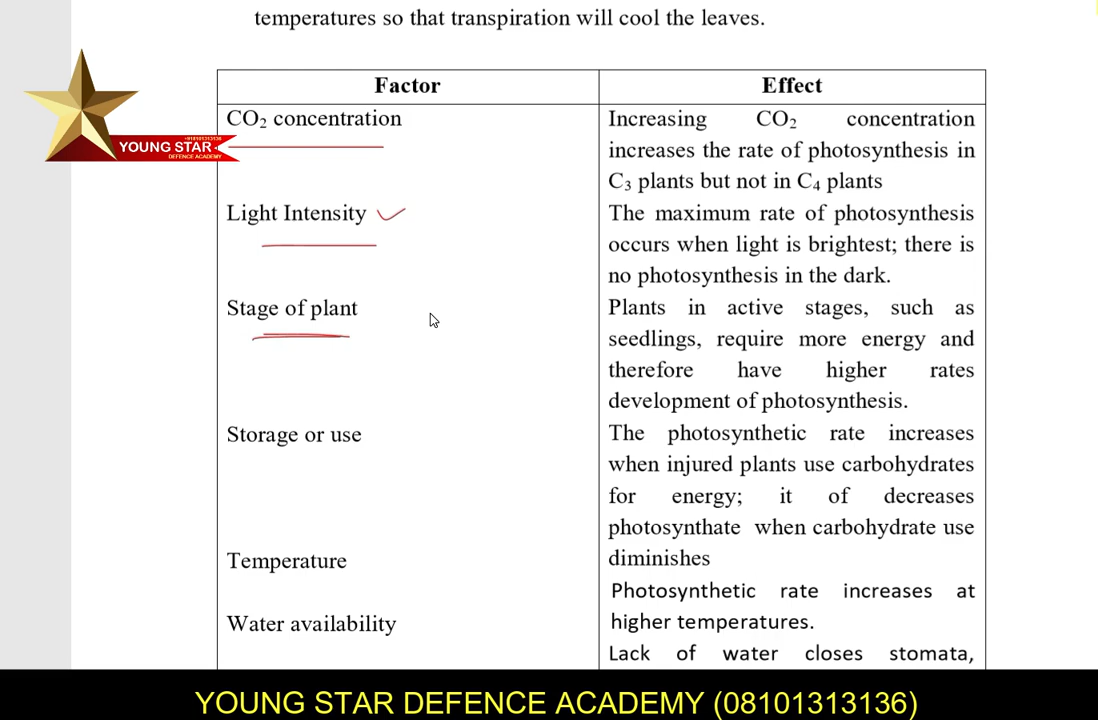 temperatures so that transpiration will cool the leaves.
Factor
Effect
CO₂ concentration
Increasing CO₂ concentration
increases the rate of photosynthesis in
C₃ plants but not in C₄ plants
Light Intensity
The maximum rate of photosynthesis
occurs when light is brightest; there is
no photosynthesis in the dark.
Stage of plant
Plants in active stages, such as
seedlings, require more energy and
therefore have higher rates
development of photosynthesis.
Storage or use
The photosynthetic rate increases
when injured plants use carbohydrates
for energy; it of decreases
photosynthate when carbohydrate use
diminishes
Temperature
Photosynthetic rate increases at
higher temperatures.
Water availability
Lack of water closes stomata,
+918101313136
YOUNG STAR
DEFENCE ACADEMY
YOUNG STAR DEFENCE ACADEMY (08101313136)